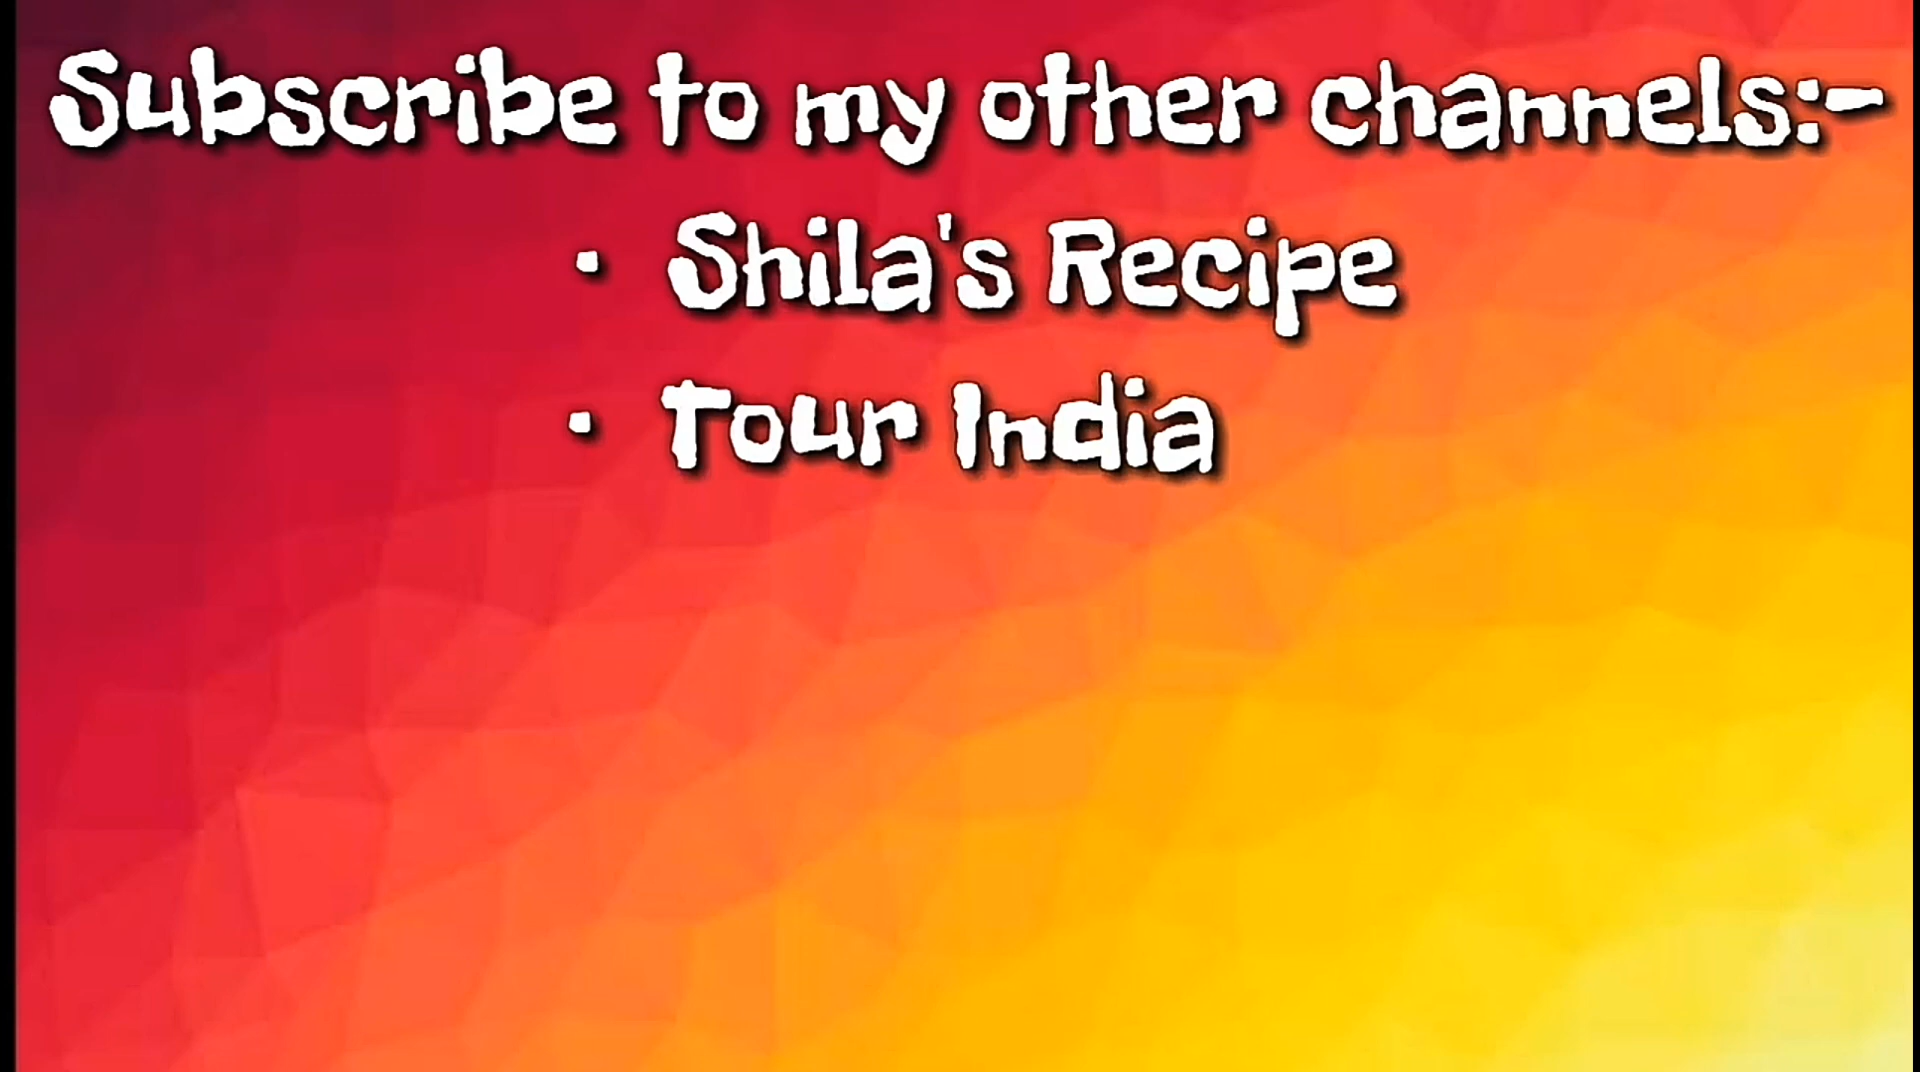 Subscribe to my other channels:-
• Shila's Recipe
• Tour India